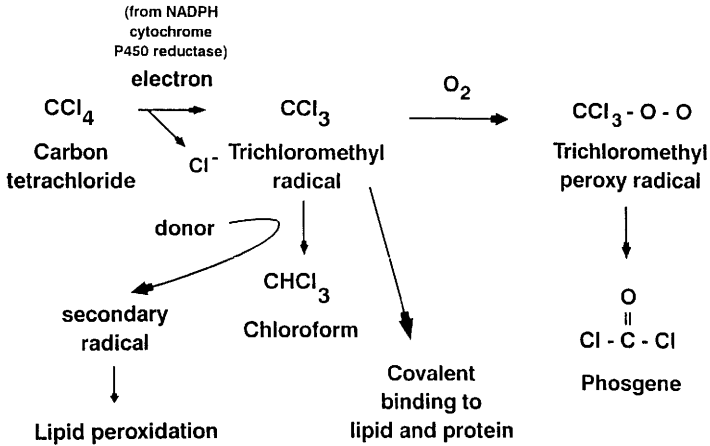 (from NADPH
cytochrome
P450 reductase)
electron
O2
CCl4
CCl3
CCl3 - O - O
Carbon
tetrachloride
Cl-
Trichloromethyl
radical
Trichloromethyl
peroxy radical
donor
CHCl3
Chloroform
secondary
radical
O
Cl - C - Cl
Phosgene
Covalent
binding to
lipid and protein
Lipid peroxidation